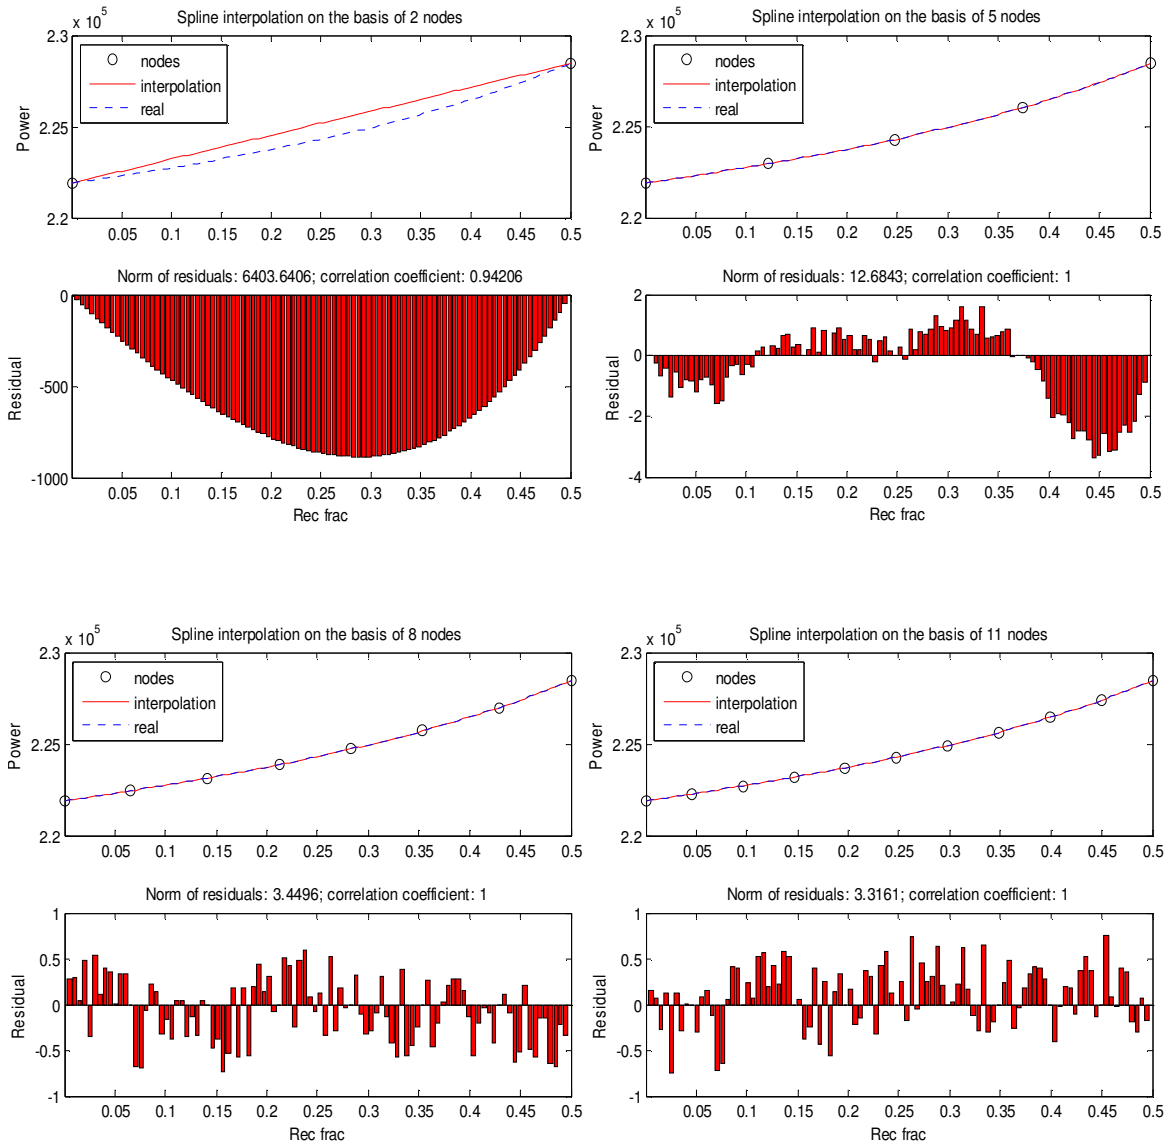 Spline interpolation on the basis of 2 nodes
x 10^5
2.3
2.25
2.2
Power
nodes
interpolation
real
0.05 0.1 0.15 0.2 0.25 0.3 0.35 0.4 0.45 0.5
Norm of residuals: 6403.6406; correlation coefficient: 0.94206
0
-500
-1000
Residual
0.05 0.1 0.15 0.2 0.25 0.3 0.35 0.4 0.45 0.5
Rec frac
Spline interpolation on the basis of 5 nodes
x 10^5
2.3
2.25
2.2
Power
nodes
interpolation
real
0.05 0.1 0.15 0.2 0.25 0.3 0.35 0.4 0.45 0.5
Norm of residuals: 12.6843; correlation coefficient: 1
2
0
-2
-4
Residual
0.05 0.1 0.15 0.2 0.25 0.3 0.35 0.4 0.45 0.5
Rec frac
Spline interpolation on the basis of 8 nodes
x 10^5
2.3
2.25
2.2
Power
nodes
interpolation
real
0.05 0.1 0.15 0.2 0.25 0.3 0.35 0.4 0.45 0.5
Norm of residuals: 3.4496; correlation coefficient: 1
1
0.5
0
-0.5
-1
Residual
0.05 0.1 0.15 0.2 0.25 0.3 0.35 0.4 0.45 0.5
Rec frac
Spline interpolation on the basis of 11 nodes
x 10^5
2.3
2.25
2.2
Power
nodes
interpolation
real
0.05 0.1 0.15 0.2 0.25 0.3 0.35 0.4 0.45 0.5
Norm of residuals: 3.3161; correlation coefficient: 1
1
0.5
0
-0.5
-1
Residual
0.05 0.1 0.15 0.2 0.25 0.3 0.35 0.4 0.45 0.5
Rec frac